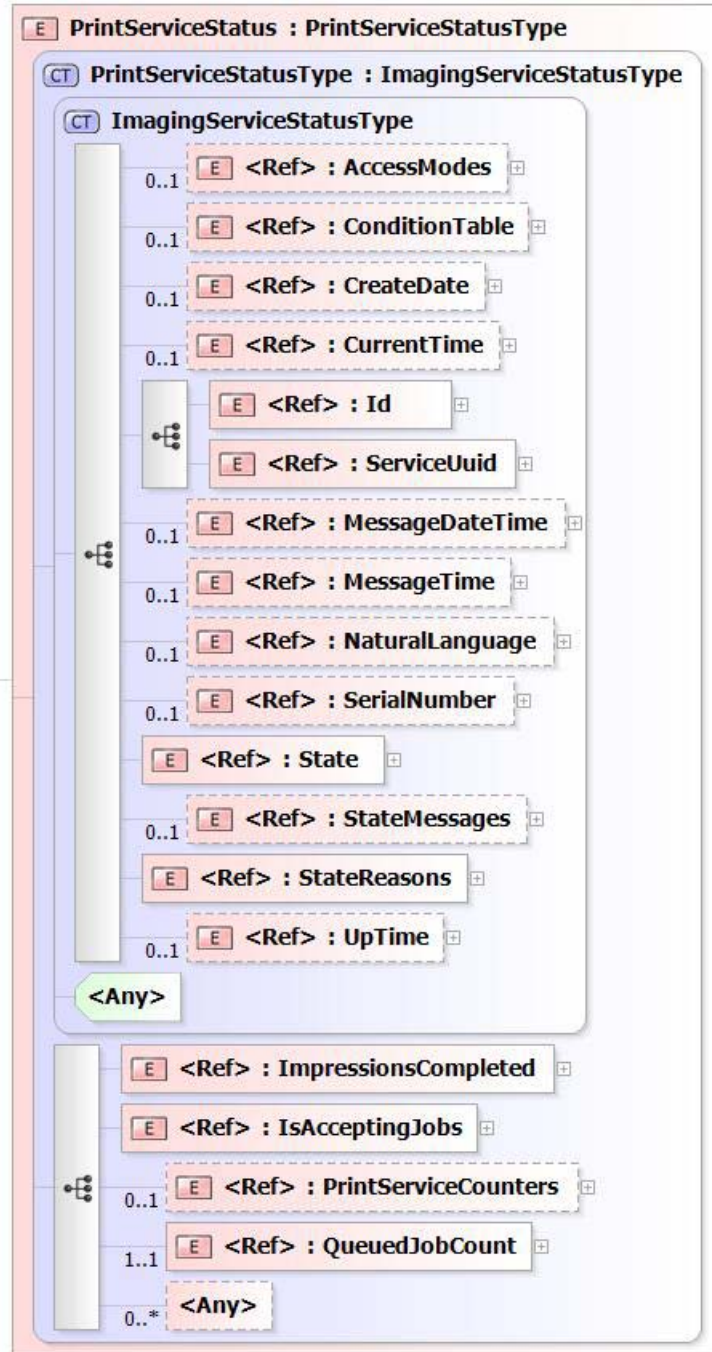 E PrintServiceStatus : PrintServiceStatusType
CT PrintServiceStatusType : ImagingServiceStatusType
CT ImagingServiceStatusType
0..1 E <Ref> : AccessModes
0..1 E <Ref> : ConditionTable
0..1 E <Ref> : CreateDate
0..1 E <Ref> : CurrentTime
E <Ref> : Id
E <Ref> : ServiceUuid
0..1 E <Ref> : MessageDateTime
0..1 E <Ref> : MessageTime
0..1 E <Ref> : NaturalLanguage
0..1 E <Ref> : SerialNumber
E <Ref> : State
0..1 E <Ref> : StateMessages
E <Ref> : StateReasons
0..1 E <Ref> : UpTime
<Any>
E <Ref> : ImpressionsCompleted
E <Ref> : IsAcceptingJobs
0..1 E <Ref> : PrintServiceCounters
1..1 E <Ref> : QueuedJobCount
0..* <Any>